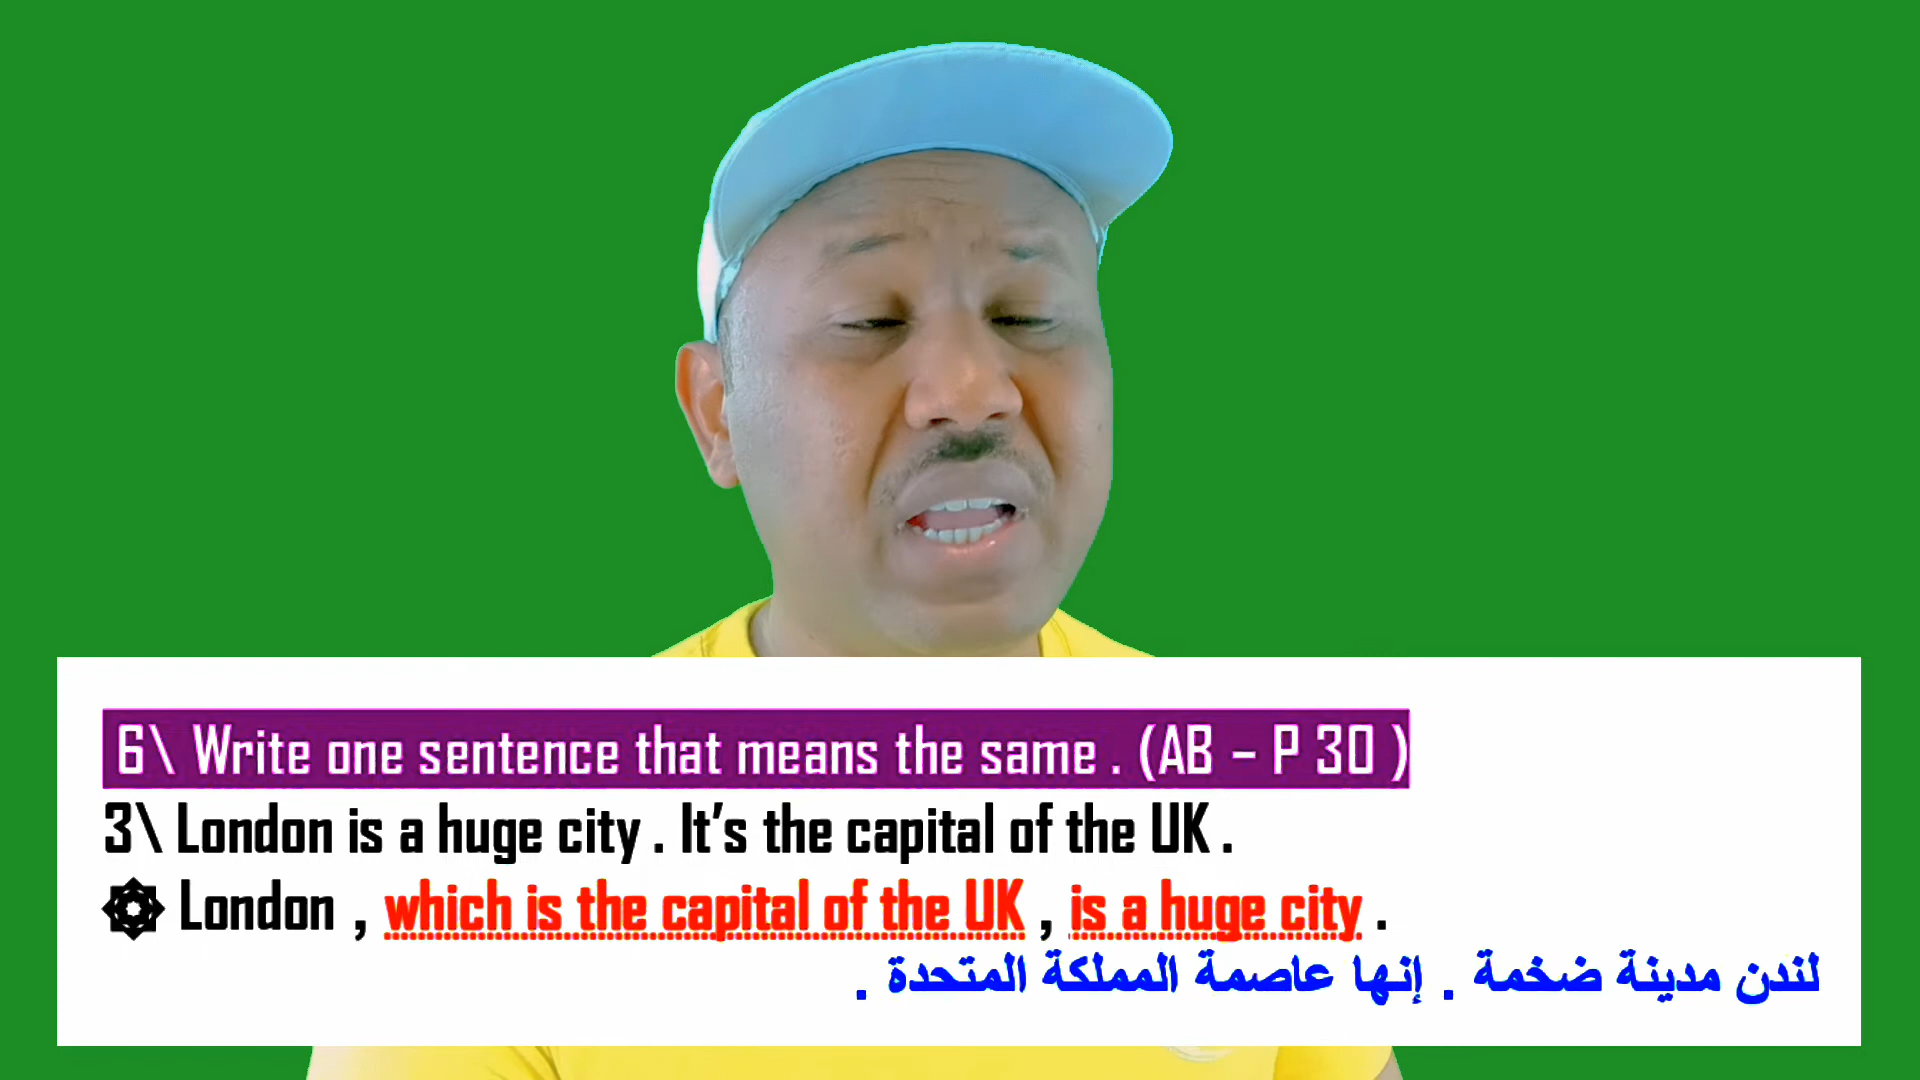 6\ Write one sentence that means the same . (AB – P 30 )
3\ London is a huge city . It’s the capital of the UK .
London , which is the capital of the UK , is a huge city .
لندن مدينة ضخمة . إنها عاصمة المملكة المتحدة .